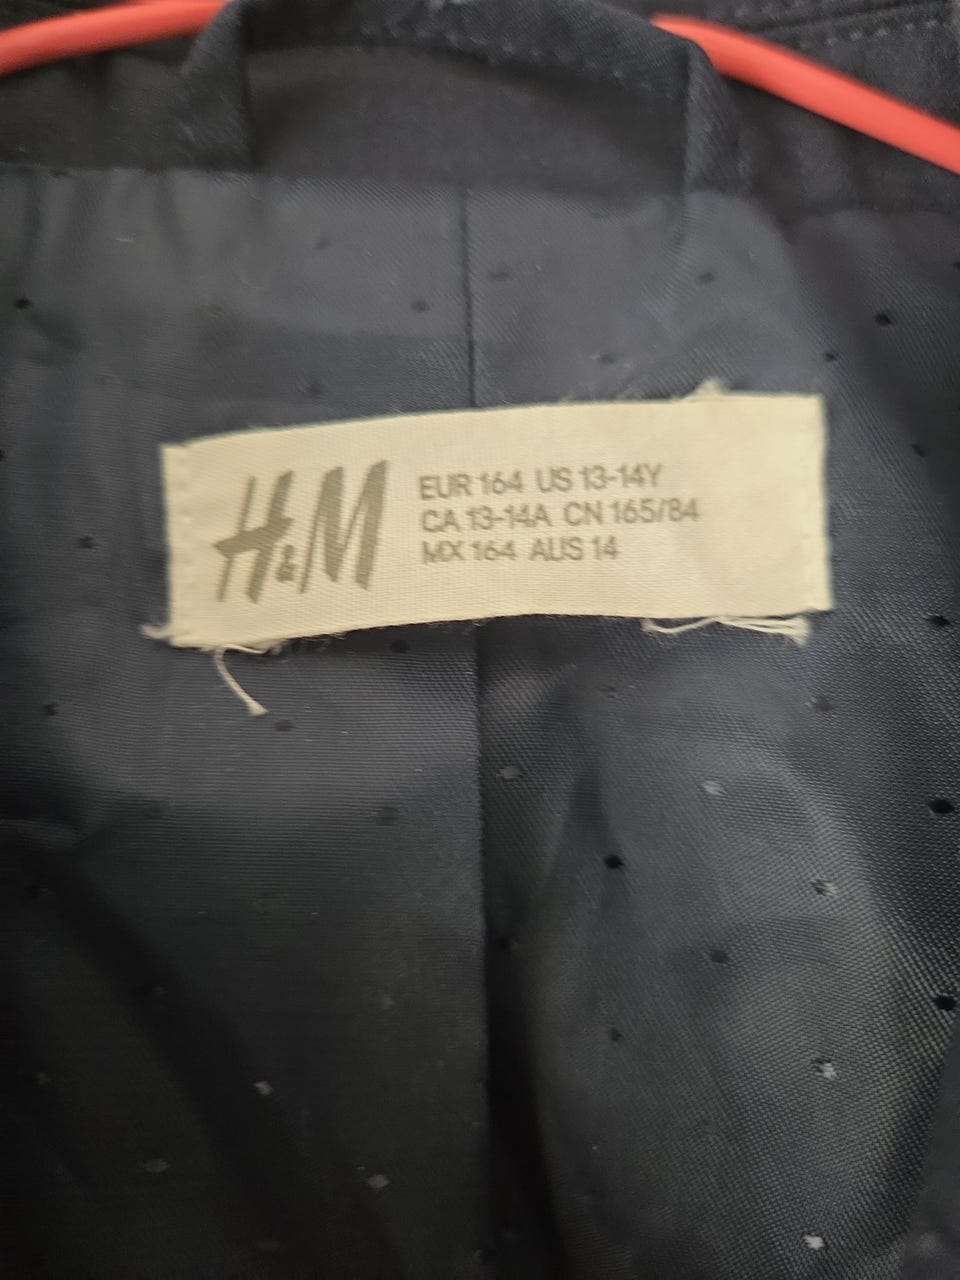 H&M
EUR 164 US 13-14Y
CA 13-14A CN 165/84
MX 164 AUS 14